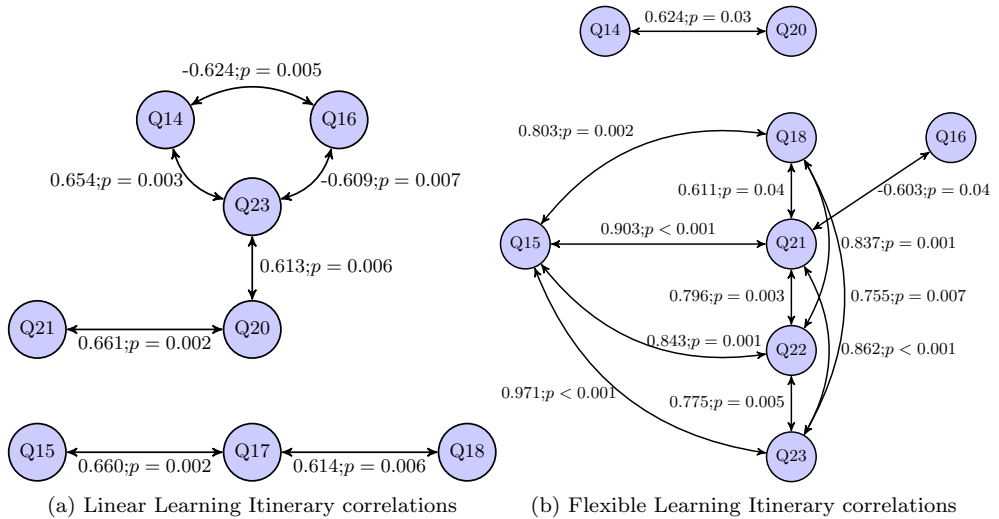 -0.624;p = 0.005
Q14
Q16
0.654;p = 0.003
-0.609;p = 0.007
Q23
0.613;p = 0.006
Q21
Q20
0.661;p = 0.002
Q15
Q17
Q18
0.660;p = 0.002
0.614;p = 0.006
(a) Linear Learning Itinerary correlations
0.624;p = 0.03
Q14
Q20
Q18
Q16
0.803;p = 0.002
0.611;p = 0.04
-0.603;p = 0.04
Q15
0.903;p < 0.001
Q21
0.837;p = 0.001
0.796;p = 0.003
0.755;p = 0.007
0.843;p = 0.001
Q22
0.862;p < 0.001
0.971;p < 0.001
0.775;p = 0.005
Q23
(b) Flexible Learning Itinerary correlations